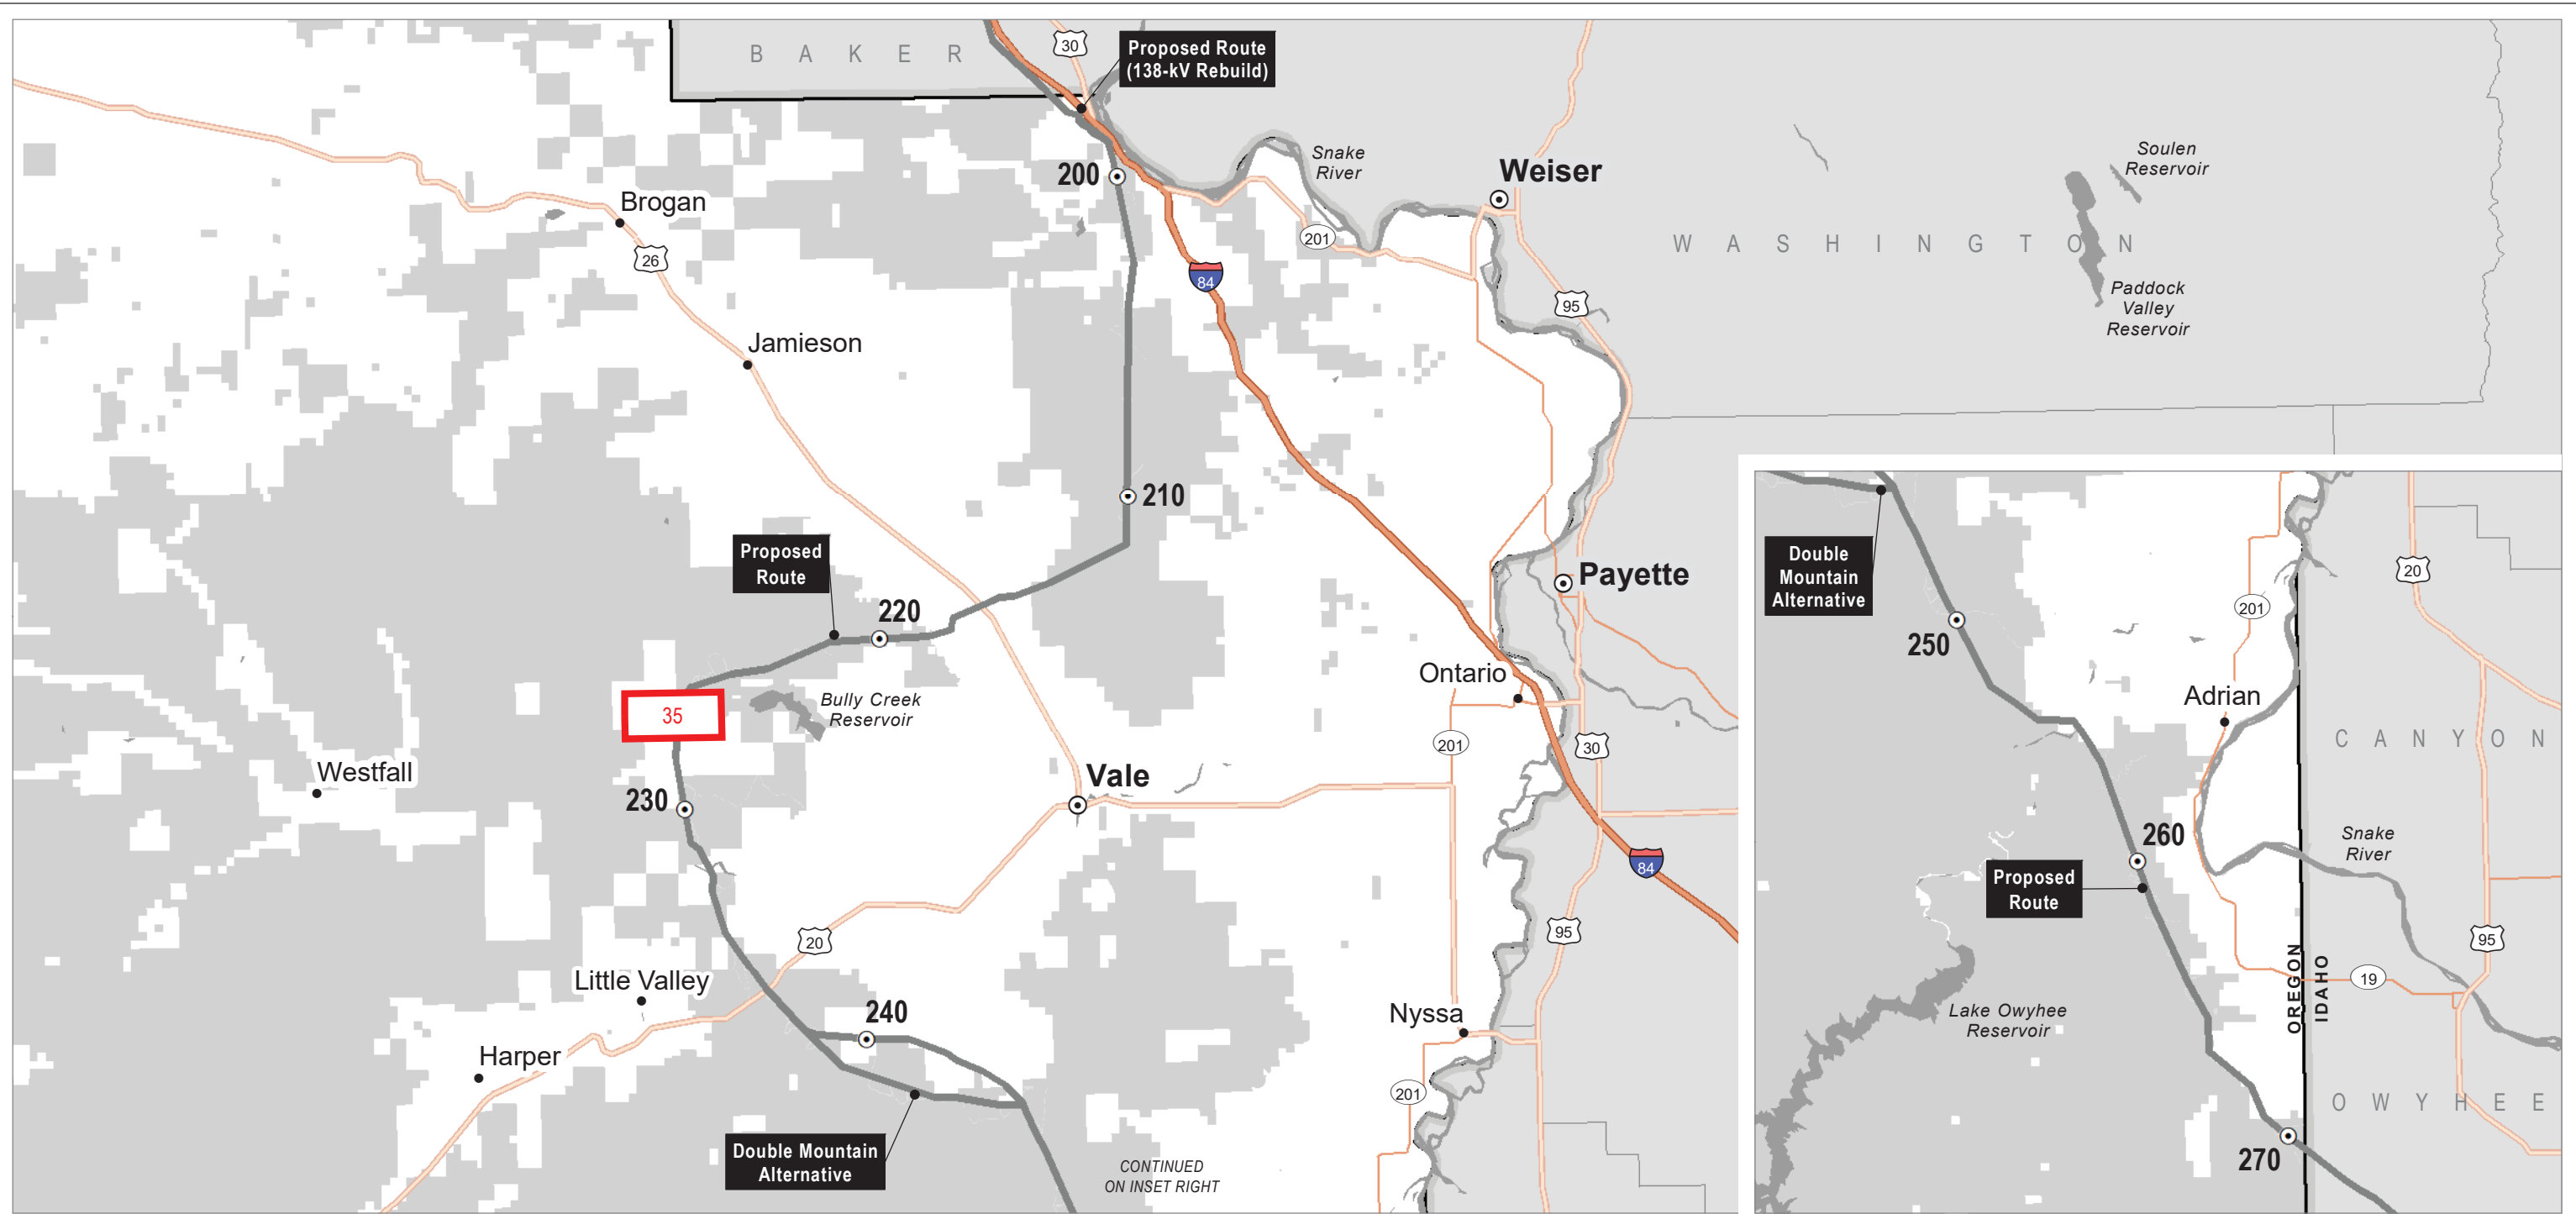 B A K E R
30
Proposed Route
(138-kV Rebuild)
200
Snake
River
Weiser
Soulen
Reservoir
Brogan
26
201
84
W A S H I N G T O N
95
Paddock
Valley
Reservoir
Jamieson
210
Proposed
Route
220
Payette
35
Bully Creek
Reservoir
Ontario
201
30
Westfall
230
Vale
84
20
95
Little Valley
240
Harper
Nyssa
201
Double Mountain
Alternative
CONTINUED
ON INSET RIGHT
Double
Mountain
Alternative
250
20
201
Adrian
C A N Y O N
260
Snake
River
Proposed
Route
95
OREGON
IDAHO
19
Lake Owyhee
Reservoir
O W Y H E E
270